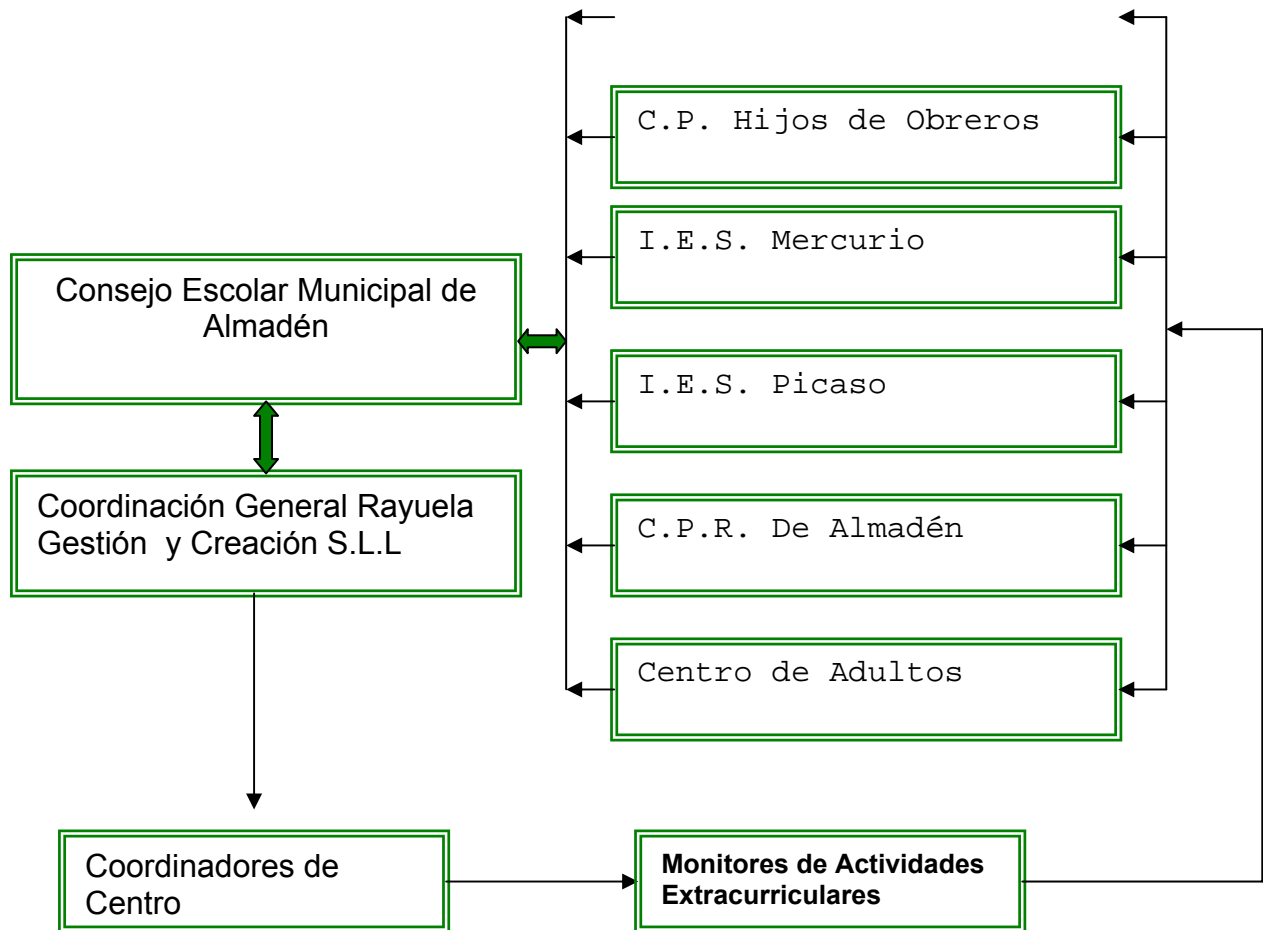 C.P. Hijos de Obreros
I.E.S. Mercurio
Consejo Escolar Municipal de
Almadén
I.E.S. Picaso
Coordinación General Rayuela
Gestión y Creación S.L.L
C.P.R. De Almadén
Centro de Adultos
Coordinadores de
Centro
Monitores de Actividades
Extracurriculares